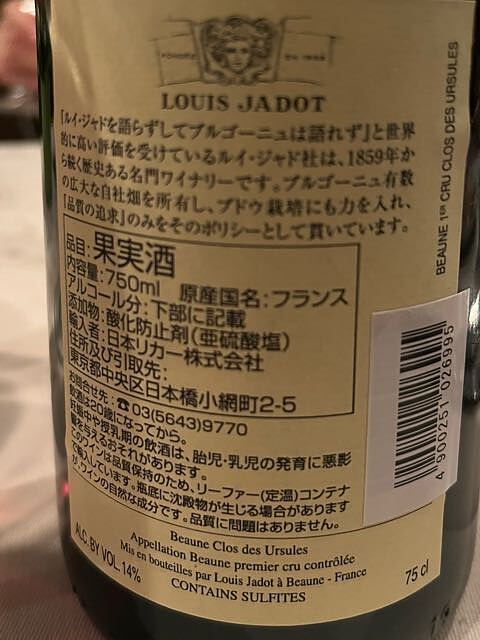 FONDÉE EN 1859
LOUIS JADOT
『ルイ・ジャドを語らずしてブルゴーニュは語れず』と世界
的に高い評価を受けているルイ・ジャド社は、1859年か
ら続く歴史ある名門ワイナリーです。ブルゴーニュ有数
の広大な自社畑を所有し、ブドウ栽培にも力を入れ、
「品質の追求」のみをそのポリシーとして貫いています。
品目:果実酒
内容量:750ml 原産国名:フランス
アルコール分:下部に記載
添加物:酸化防止剤(亜硫酸塩)
輸入者:日本リカー株式会社
住所及び引取先:
東京都中央区日本橋小網町2-5
お問合せ先:☎03(5643)9770
飲酒は20歳になってから。
妊娠中や授乳期の飲酒は、胎児・乳児の発育に悪影
響を与えるおそれがあります。
このワインは品質保持のため、リーファー(定温)コンテナ
で輸入しています。瓶底に沈殿物が生じる場合があります
が、ワインの自然な成分です。品質に問題はありません。
Beaune Clos des Ursules
Appellation Beaune premier cru contrôlée
Mis en bouteilles par Louis Jadot à Beaune - France
CONTAINS SULFITES
ALC. BY VOL. 14%
75 cl
BEAUNE 1ER CRU CLOS DES URSULES
4 900251 026995